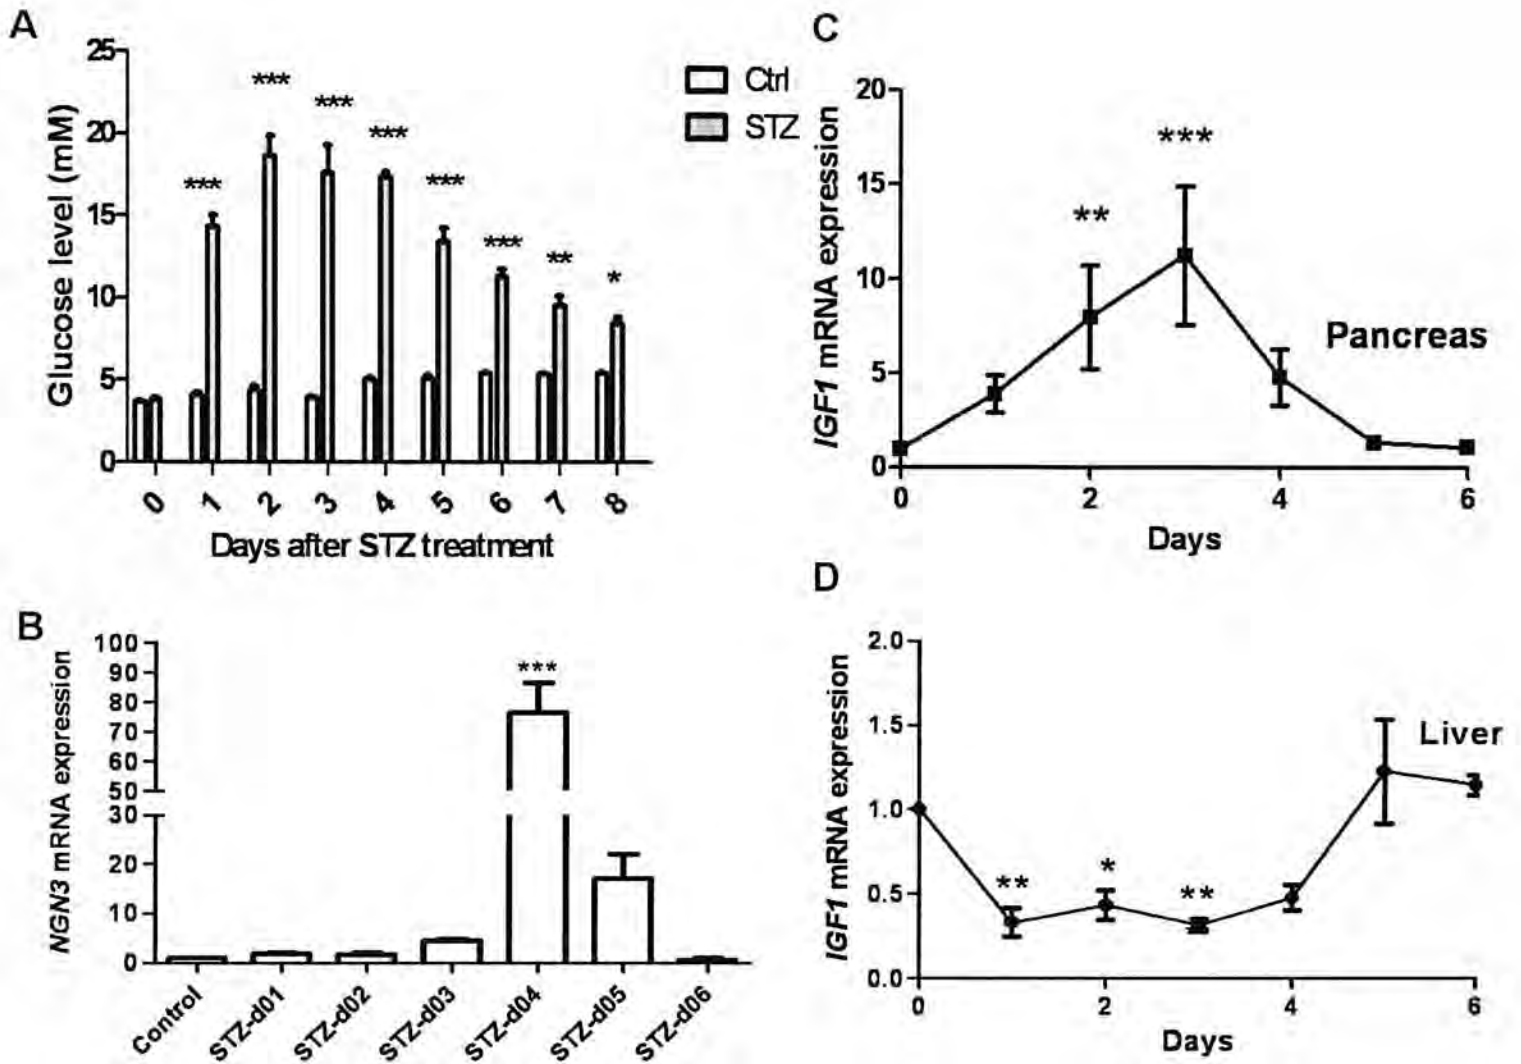 A
25
20
15
10
5
0
Glucose level (mM)
***
***
***
***
***
***
**
*
0 1 2 3 4 5 6 7 8
Days after STZ treatment
Ctrl
STZ
B
100
90
80
70
60
50
30
20
10
0
NGN3 mRNA expression
***
Control STZ-d01 STZ-d02 STZ-d03 STZ-d04 STZ-d05 STZ-d06
C
20
15
10
5
0
IGF1 mRNA expression
**
***
Pancreas
0 2 4 6
Days
D
2.0
1.5
1.0
0.5
0.0
IGF1 mRNA expression
**
*
**
Liver
0 2 4 6
Days